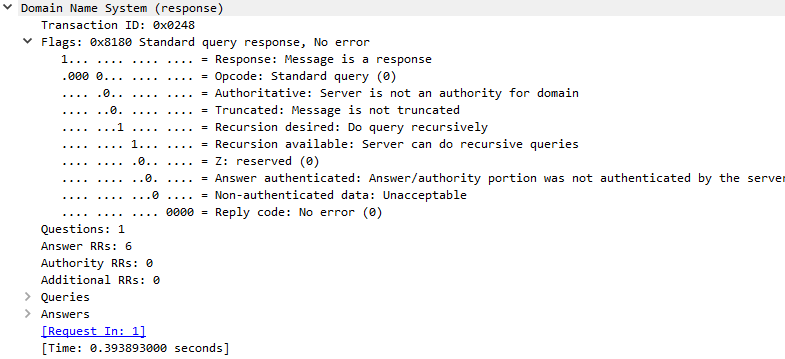 Domain Name System (response)
Transaction ID: 0x0248
Flags: 0x8180 Standard query response, No error
1... .... .... .... = Response: Message is a response
.000 0... .... .... = Opcode: Standard query (0)
.... .0.. .... .... = Authoritative: Server is not an authority for domain
.... ..0. .... .... = Truncated: Message is not truncated
.... ...1 .... .... = Recursion desired: Do query recursively
.... .... 1... .... = Recursion available: Server can do recursive queries
.... .... .0.. .... = Z: reserved (0)
.... .... ..0. .... = Answer authenticated: Answer/authority portion was not authenticated by the server
.... .... ...0 .... = Non-authenticated data: Unacceptable
.... .... .... 0000 = Reply code: No error (0)
Questions: 1
Answer RRs: 6
Authority RRs: 0
Additional RRs: 0
Queries
Answers
[Request In: 1]
[Time: 0.393893000 seconds]